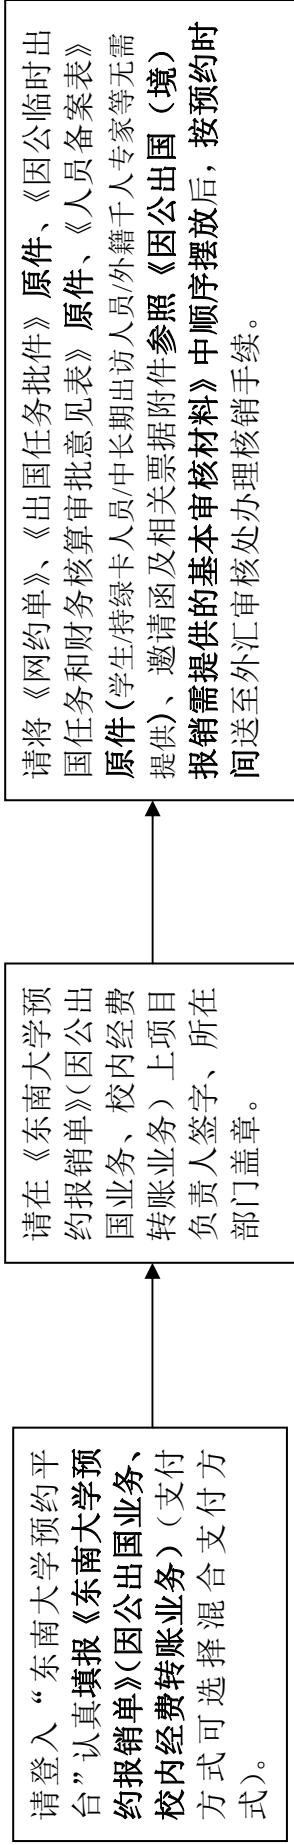 请登入“东南大学预约平
台”认真填报《东南大学预
约报销单》(因公出国业务、
校内经费转账业务)（支付
方式可选择混合支付方
式)。
请在《东南大学预
约报销单》(因公出
国业务、校内经费
转账业务）上项目
负责人签字、所在
部门盖章。
请将《网约单》、《出国任务批件》原件、《因公临时出
国任务和财务核算审批意见表》原件、《人员备案表》
原件(学生/持绿卡人员/中长期出访人员/外籍千人专家等无需
提供)、邀请函及相关票据附件参照《因公出国（境）
报销需提供的基本审核材料》中顺序摆放后，按预约时
间送至外汇审核处办理核销手续。